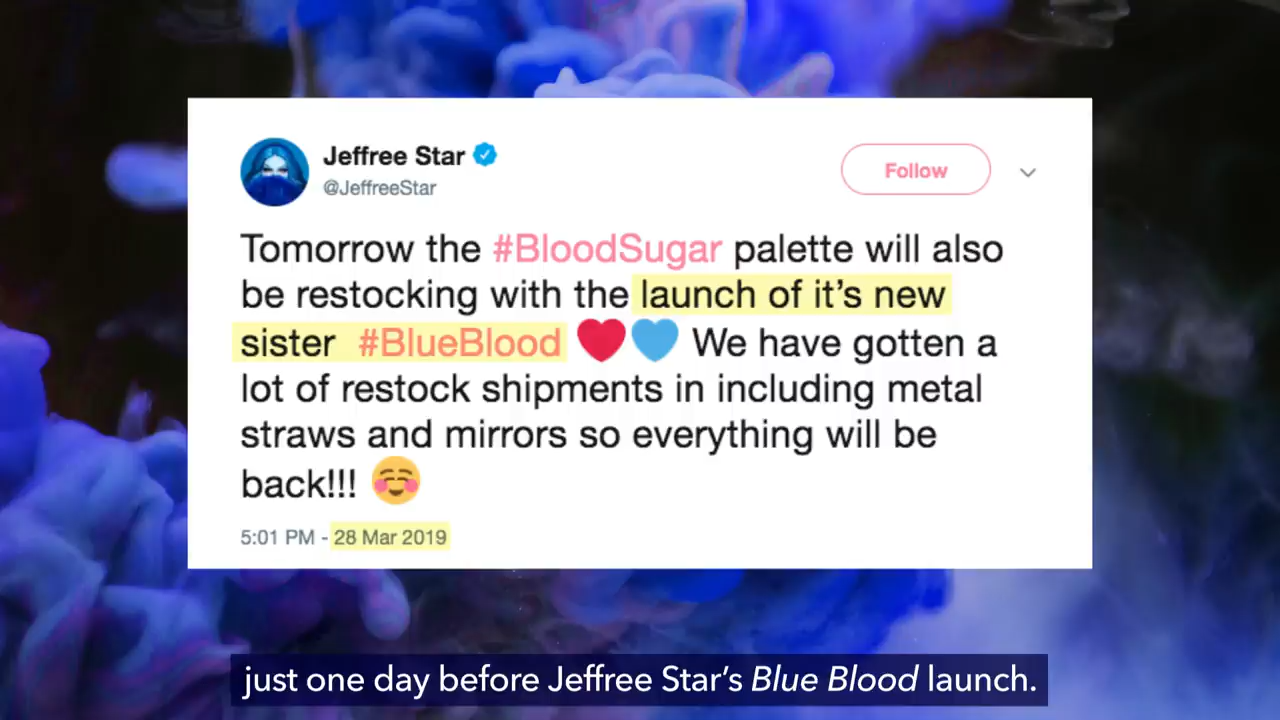 Jeffree Star
@JeffreeStar
Follow
Tomorrow the #BloodSugar palette will also
be restocking with the launch of it's new
sister #BlueBlood ❤️💙 We have gotten a
lot of restock shipments in including metal
straws and mirrors so everything will be
back!!! ☺️
5:01 PM - 28 Mar 2019
just one day before Jeffree Star's Blue Blood launch.